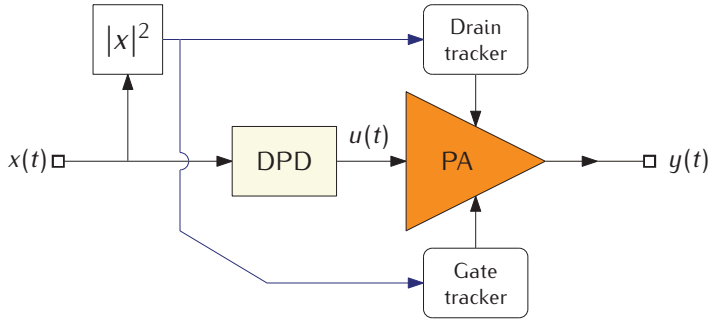 |x|²
Drain
tracker
x(t)
DPD
u(t)
PA
y(t)
Gate
tracker